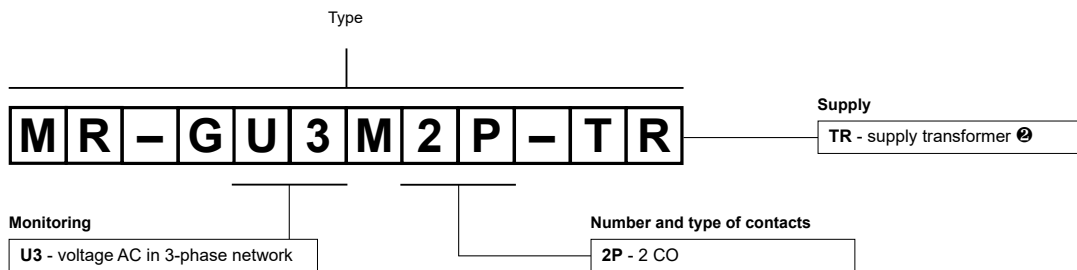 Type
MR–GU3M2P–TR
Supply
TR - supply transformer ❷
Monitoring
U3 - voltage AC in 3-phase network
Number and type of contacts
2P - 2 CO